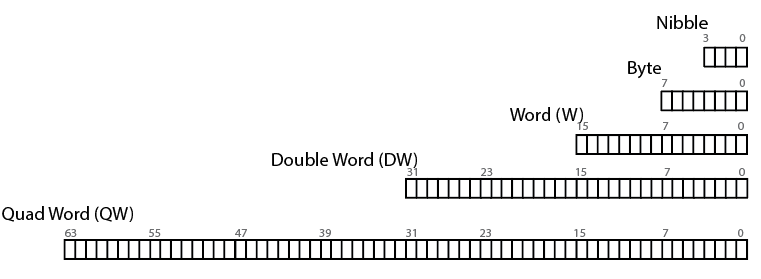 Nibble
3 0
Byte
7 0
Word (W)
15 7 0
Double Word (DW)
31 23 15 7 0
Quad Word (QW)
63 55 47 39 31 23 15 7 0